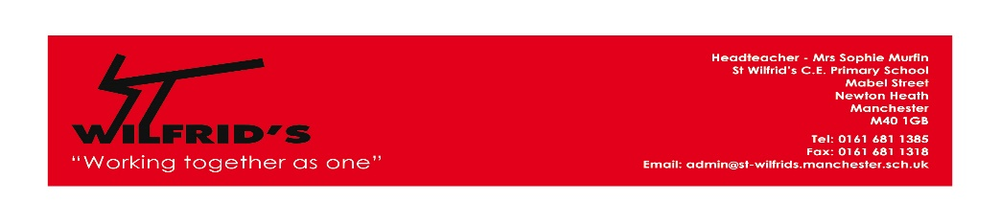 ST
WILFRID'S
“Working together as one”
Headteacher - Mrs Sophie Murfin
St Wilfrid's C.E. Primary School
Mabel Street
Newton Heath
Manchester
M40 1GB
Tel: 0161 681 1385
Fax: 0161 681 1318
Email: admin@st-wilfrids.manchester.sch.uk